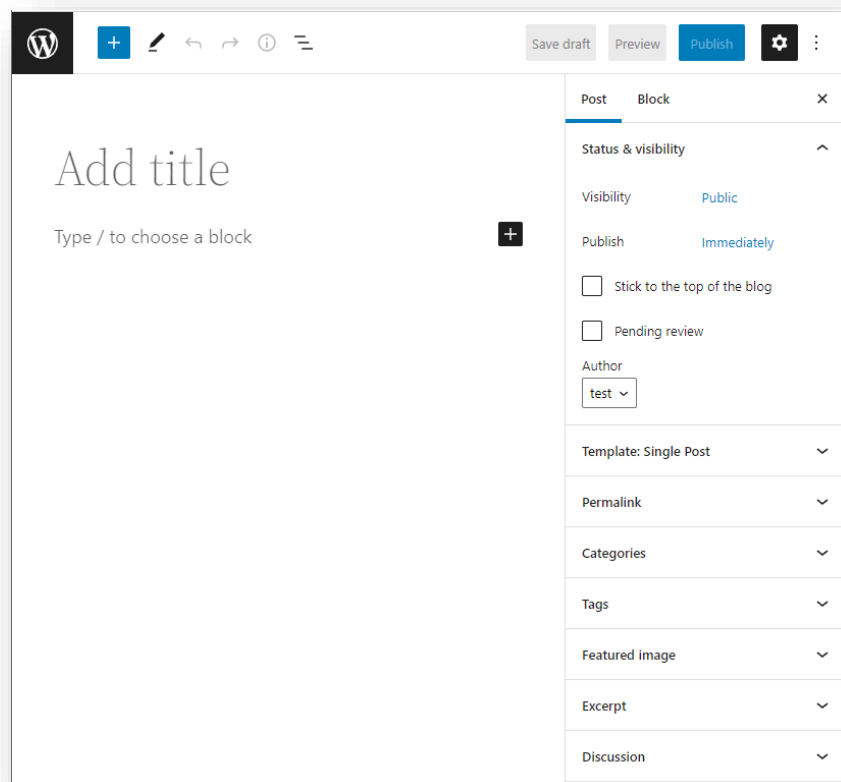 Save draft Preview Publish
Post Block
Add title
Type / to choose a block
Status & visibility
Visibility Public
Publish Immediately
Stick to the top of the blog
Pending review
Author
test
Template: Single Post
Permalink
Categories
Tags
Featured image
Excerpt
Discussion